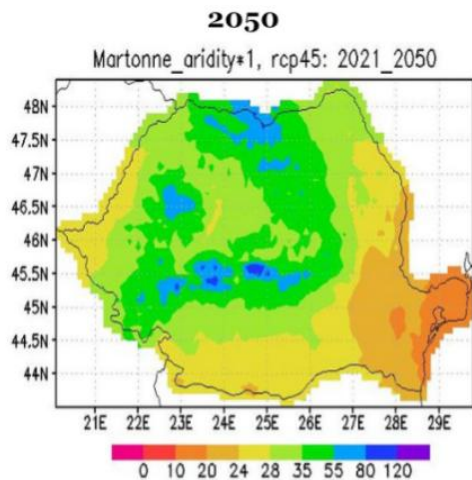 2050
Martonne_aridity*1, rcp45: 2021_2050
48N
47.5N
47N
46.5N
46N
45.5N
45N
44.5N
44N
21E 22E 23E 24E 25E 26E 27E 28E 29E
0 10 20 24 28 35 55 80 120